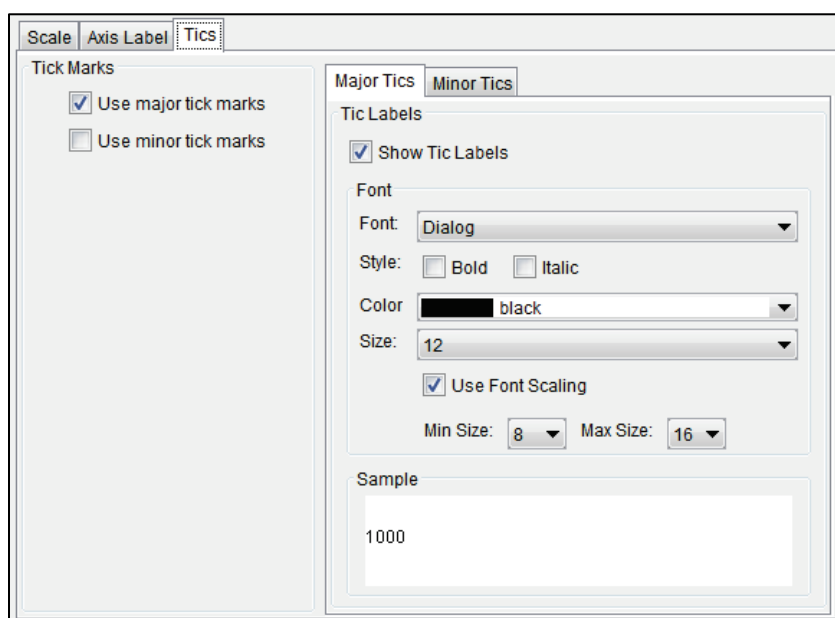 Scale Axis Label Tics
Tick Marks
Use major tick marks
Use minor tick marks
Major Tics Minor Tics
Tic Labels
Show Tic Labels
Font
Font: Dialog
Style: Bold Italic
Color black
Size: 12
Use Font Scaling
Min Size: 8 Max Size: 16
Sample
1000